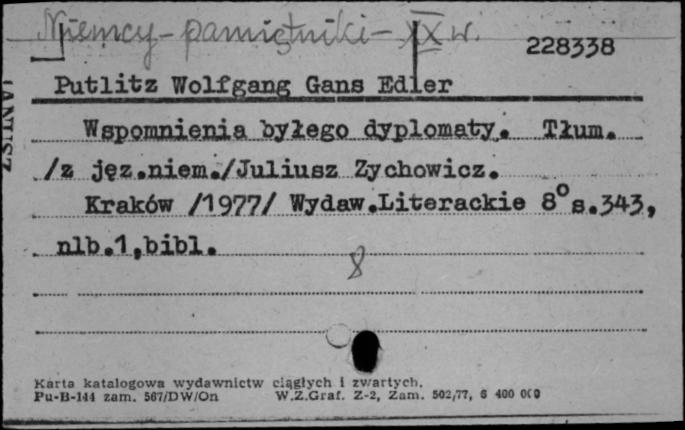 Niemcy - pamiętniki - XX w.
228338
Putlitz Wolfgang Gans Edler
Wspomnienia byłego dyplomaty. Tłum.
/z jęz.niem./Juliusz Zychowicz.
Kraków /1977/ Wydaw.Literackie 8° s.343,
nlb.1,bibl.
8
Karta katalogowa wydawnictw ciągłych i zwartych.
Pu-B-144 zam. 567/DW/On W.Z.Graf. Z-2, Zam. 502/77, 6 400 000